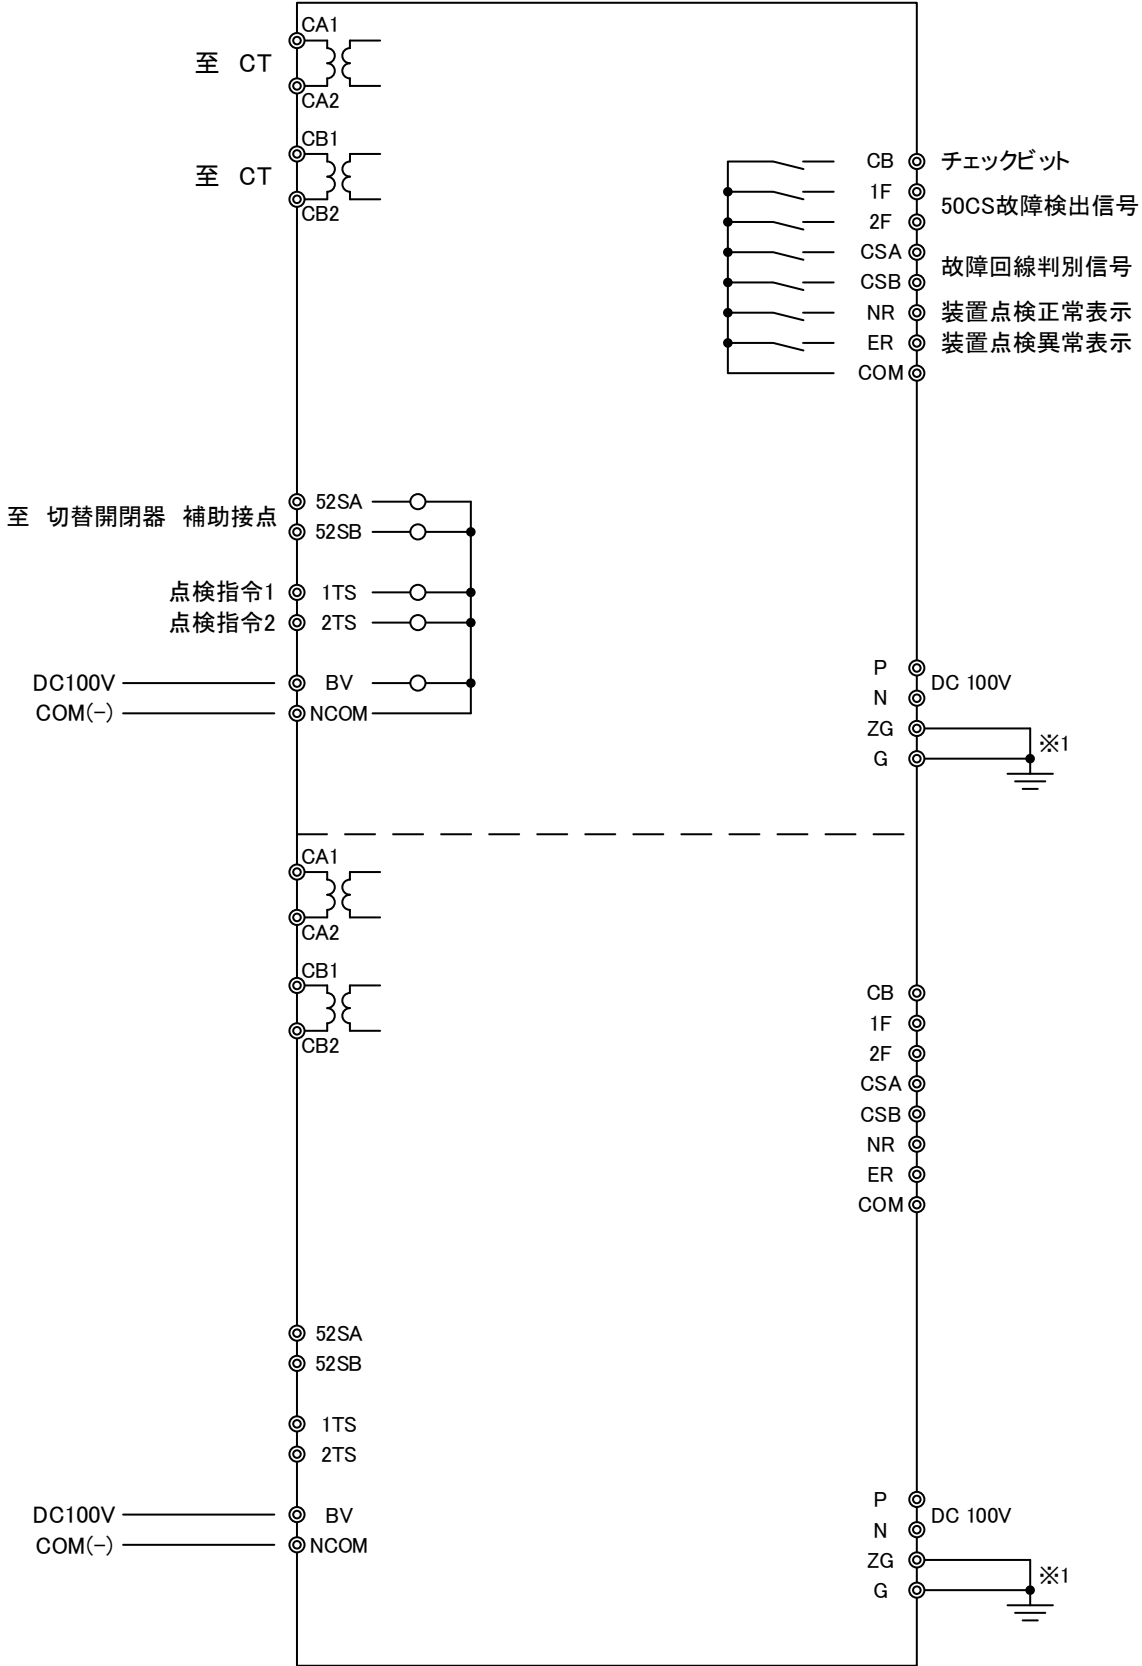 CA1
至 CT
CA2
CB1
至 CT
CB2
CB チェックビット
1F
50CS故障検出信号
2F
CSA
故障回線判別信号
CSB
NR 装置点検正常表示
ER 装置点検異常表示
COM
52SA
至 切替開閉器 補助接点
52SB
点検指令1 1TS
点検指令2 2TS
DC100V BV
COM(-) NCOM
P
DC 100V
N
ZG
※1
G
CA1
CA2
CB1
CB2
CB
1F
2F
CSA
CSB
NR
ER
COM
52SA
52SB
1TS
2TS
DC100V BV
COM(-) NCOM
P
DC 100V
N
ZG
※1
G